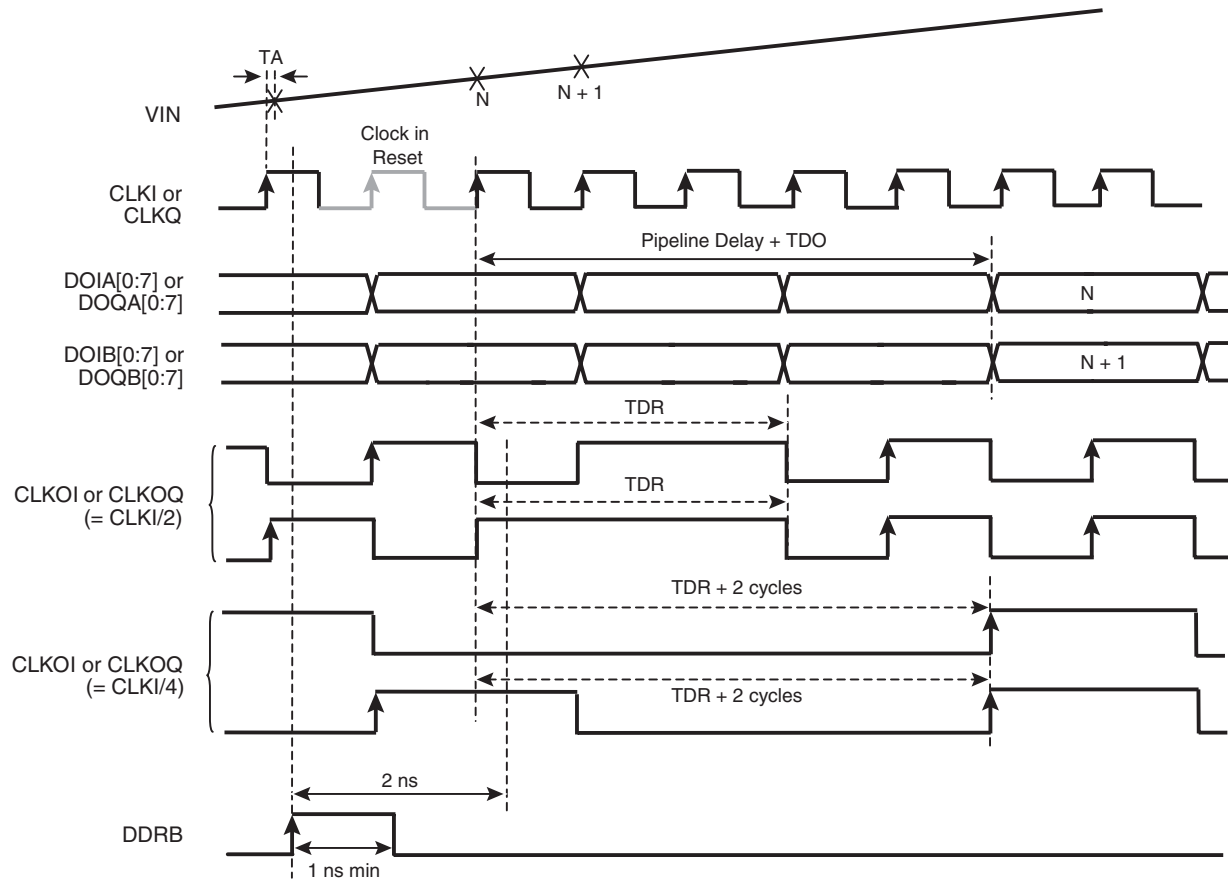 TA
VIN
N
N + 1
Clock in
Reset
CLKI or
CLKQ
Pipeline Delay + TDO
DOIA[0:7] or
DOQA[0:7]
N
DOIB[0:7] or
DOQB[0:7]
N + 1
TDR
CLKOI or CLKOQ
(= CLKI/2)
TDR
TDR + 2 cycles
CLKOI or CLKOQ
(= CLKI/4)
TDR + 2 cycles
2 ns
DDRB
1 ns min